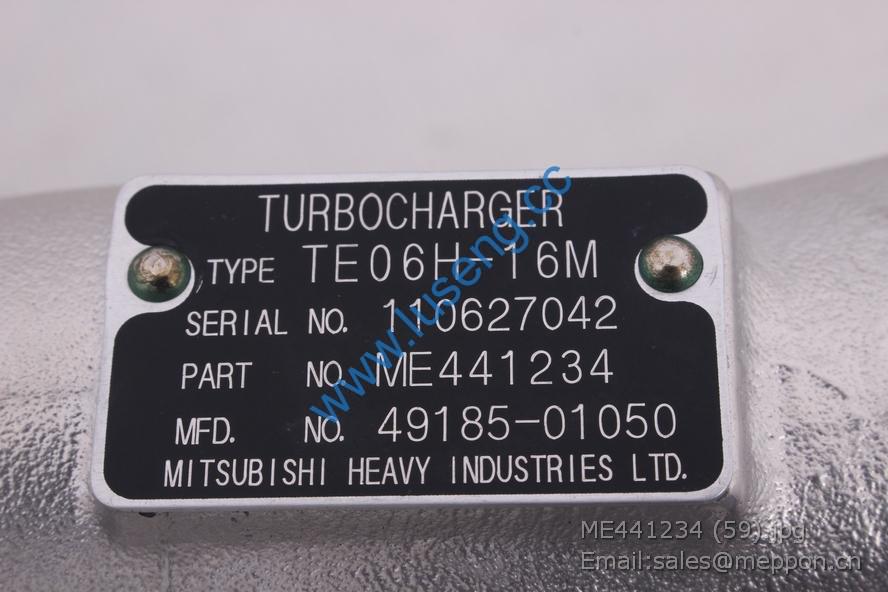 TURBOCHARGER
TYPE TE06H-16M
SERIAL NO. 110627042
PART NO. ME441234
MFD. NO. 49185-01050
MITSUBISHI HEAVY INDUSTRIES LTD.
www.luseng.cc
ME441234 (59).jpg
Email:sales@meppon.cn